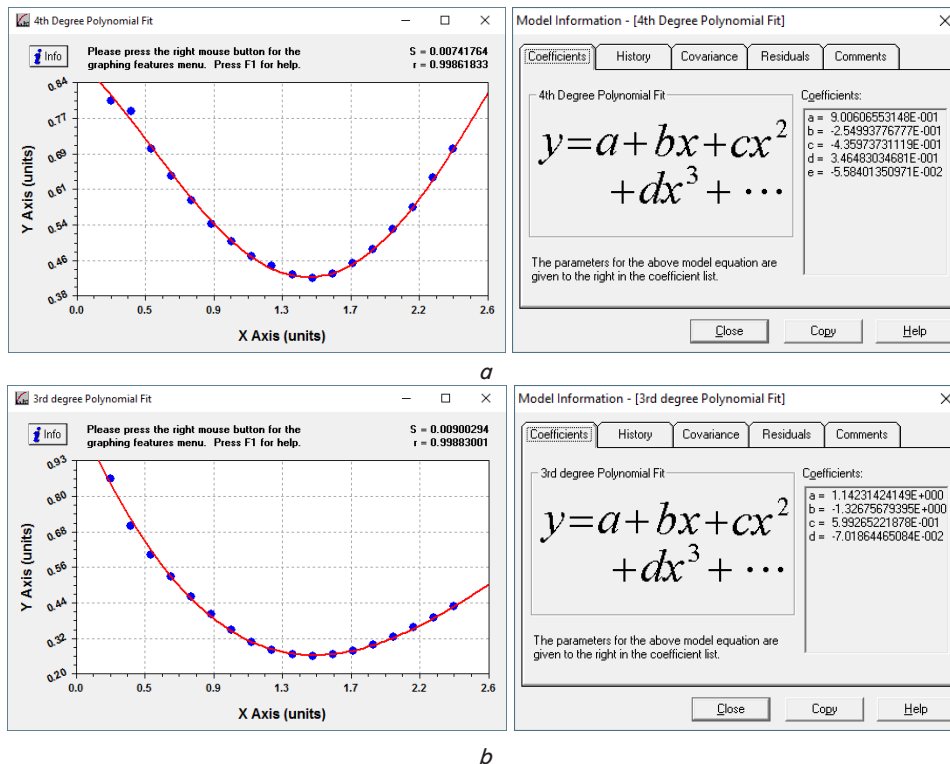 4th Degree Polynomial Fit
Info
Please press the right mouse button for the
graphing features menu. Press F1 for help.
S = 0.00741764
r = 0.99861833
Y Axis (units)
0.84
0.77
0.69
0.61
0.54
0.46
0.38
0.0 0.5 0.9 1.3 1.7 2.2 2.6
X Axis (units)
Model Information - [4th Degree Polynomial Fit]
Coefficients History Covariance Residuals Comments
4th Degree Polynomial Fit
y=a+bx+cx²
+dx³+ ⋯
Coefficients:
a = 9.00606553148E-001
b = -2.54993776777E-001
c = -4.35973731119E-001
d = 3.46483034681E-001
e = -5.58401350971E-002
The parameters for the above model equation are
given to the right in the coefficient list.
Close Copy Help
a
3rd degree Polynomial Fit
Info
Please press the right mouse button for the
graphing features menu. Press F1 for help.
S = 0.00900294
r = 0.99883001
Y Axis (units)
0.93
0.80
0.68
0.56
0.44
0.32
0.20
0.0 0.5 0.9 1.3 1.7 2.2 2.6
X Axis (units)
Model Information - [3rd degree Polynomial Fit]
Coefficients History Covariance Residuals Comments
3rd degree Polynomial Fit
y=a+bx+cx²
+dx³+ ⋯
Coefficients:
a = 1.14231424149E+000
b = -1.32675679395E+000
c = 5.99265221878E-001
d = -7.01864465084E-002
The parameters for the above model equation are
given to the right in the coefficient list.
Close Copy Help
b